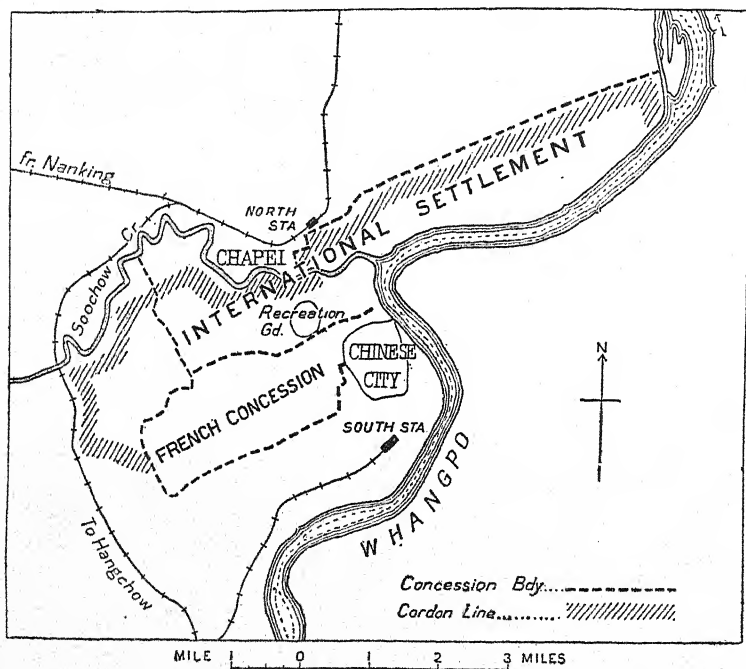 Fr. Nanking
NORTH
STA.
CHAPEI
Soochow Cr.
INTERNATIONAL SETTLEMENT
Recreation
Gd.
CHINESE
CITY
FRENCH CONCESSION
SOUTH STA.
N
WHANGPO
To Hangchow
Concession Bdy....
Cordon Line.........
MILE 1 0 1 2 3 MILES